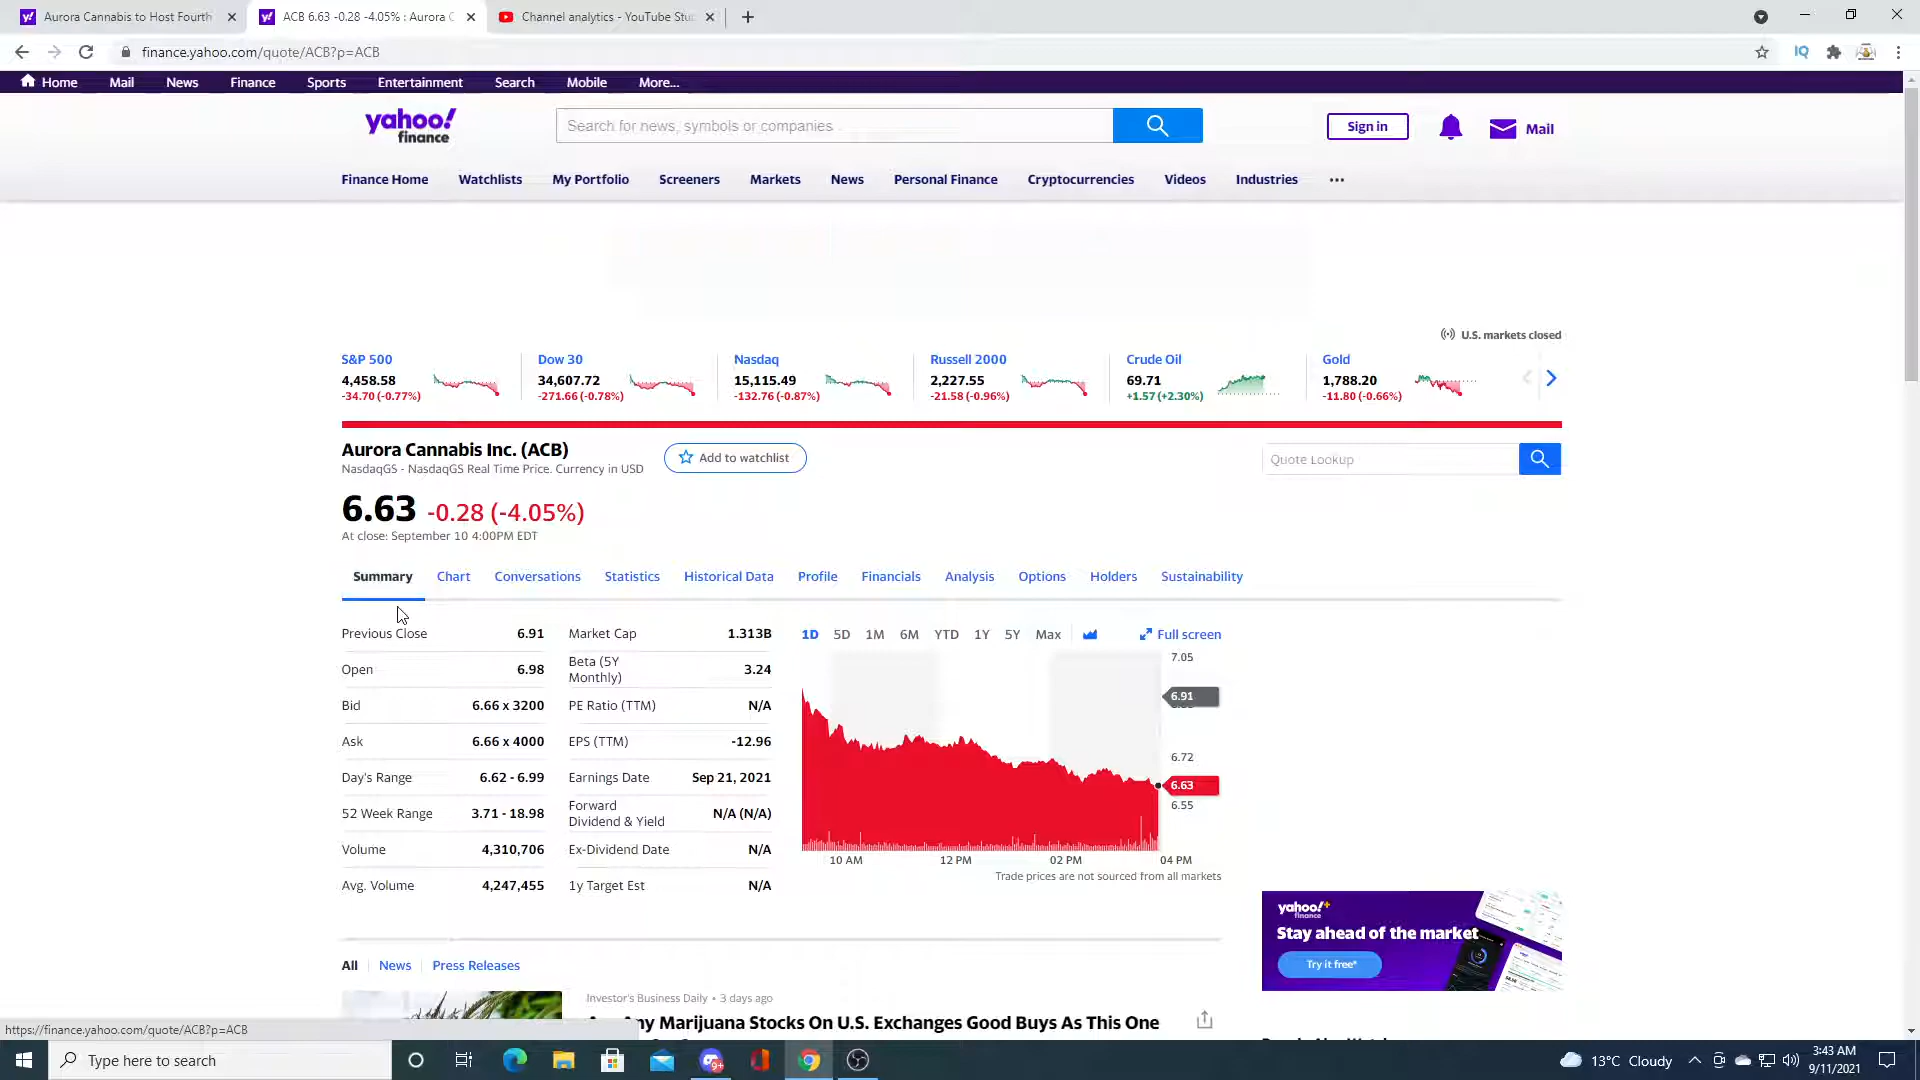 Aurora Cannabis to Host Fourth
ACB 6.63 -0.28 -4.05% : Aurora C
Channel analytics - YouTube Stu
finance.yahoo.com/quote/ACB?p=ACB
Home Mail News Finance Sports Entertainment Search Mobile More...
yahoo!
finance
Search for news, symbols or companies
Sign in
Mail
Finance Home Watchlists My Portfolio Screeners Markets News Personal Finance Cryptocurrencies Videos Industries ...
U.S. markets closed
S&P 500
4,458.58
-34.70 (-0.77%)
Dow 30
34,607.72
-271.66 (-0.78%)
Nasdaq
15,115.49
-132.76 (-0.87%)
Russell 2000
2,227.55
-21.58 (-0.96%)
Crude Oil
69.71
+1.57 (+2.30%)
Gold
1,788.20
-11.80 (-0.66%)
Aurora Cannabis Inc. (ACB)
NasdaqGS - NasdaqGS Real Time Price. Currency in USD
Add to watchlist
Quote Lookup
6.63 -0.28 (-4.05%)
At close: September 10 4:00PM EDT
Summary Chart Conversations Statistics Historical Data Profile Financials Analysis Options Holders Sustainability
Previous Close 6.91
Open 6.98
Bid 6.66 x 3200
Ask 6.66 x 4000
Day's Range 6.62 - 6.99
52 Week Range 3.71 - 18.98
Volume 4,310,706
Avg. Volume 4,247,455
Market Cap 1.313B
Beta (5Y
Monthly) 3.24
PE Ratio (TTM) N/A
EPS (TTM) -12.96
Earnings Date Sep 21, 2021
Forward
Dividend & Yield N/A (N/A)
Ex-Dividend Date N/A
1y Target Est N/A
1D 5D 1M 6M YTD 1Y 5Y Max
Full screen
7.05
6.91
6.72
6.63
6.55
10 AM 12 PM 02 PM 04 PM
Trade prices are not sourced from all markets
yahoo!+
finance
Stay ahead of the market
Try it free*
All News Press Releases
Investor's Business Daily • 3 days ago
Marijuana Stocks On U.S. Exchanges Good Buys As This One
https://finance.yahoo.com/quote/ACB?p=ACB
Type here to search
9+
13°C Cloudy
3:43 AM
9/11/2021